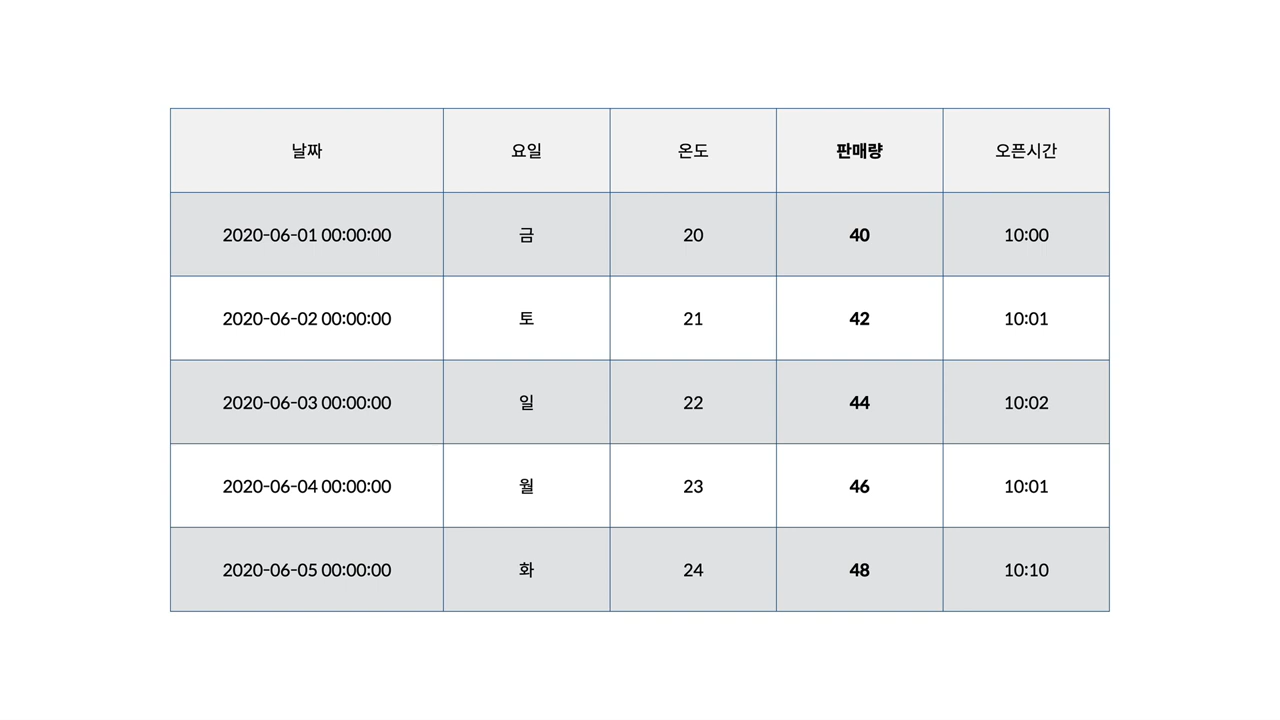 날짜 요일 온도 판매량 오픈시간
2020-06-01 00:00:00 금 20 40 10:00
2020-06-02 00:00:00 토 21 42 10:01
2020-06-03 00:00:00 일 22 44 10:02
2020-06-04 00:00:00 월 23 46 10:01
2020-06-05 00:00:00 화 24 48 10:10